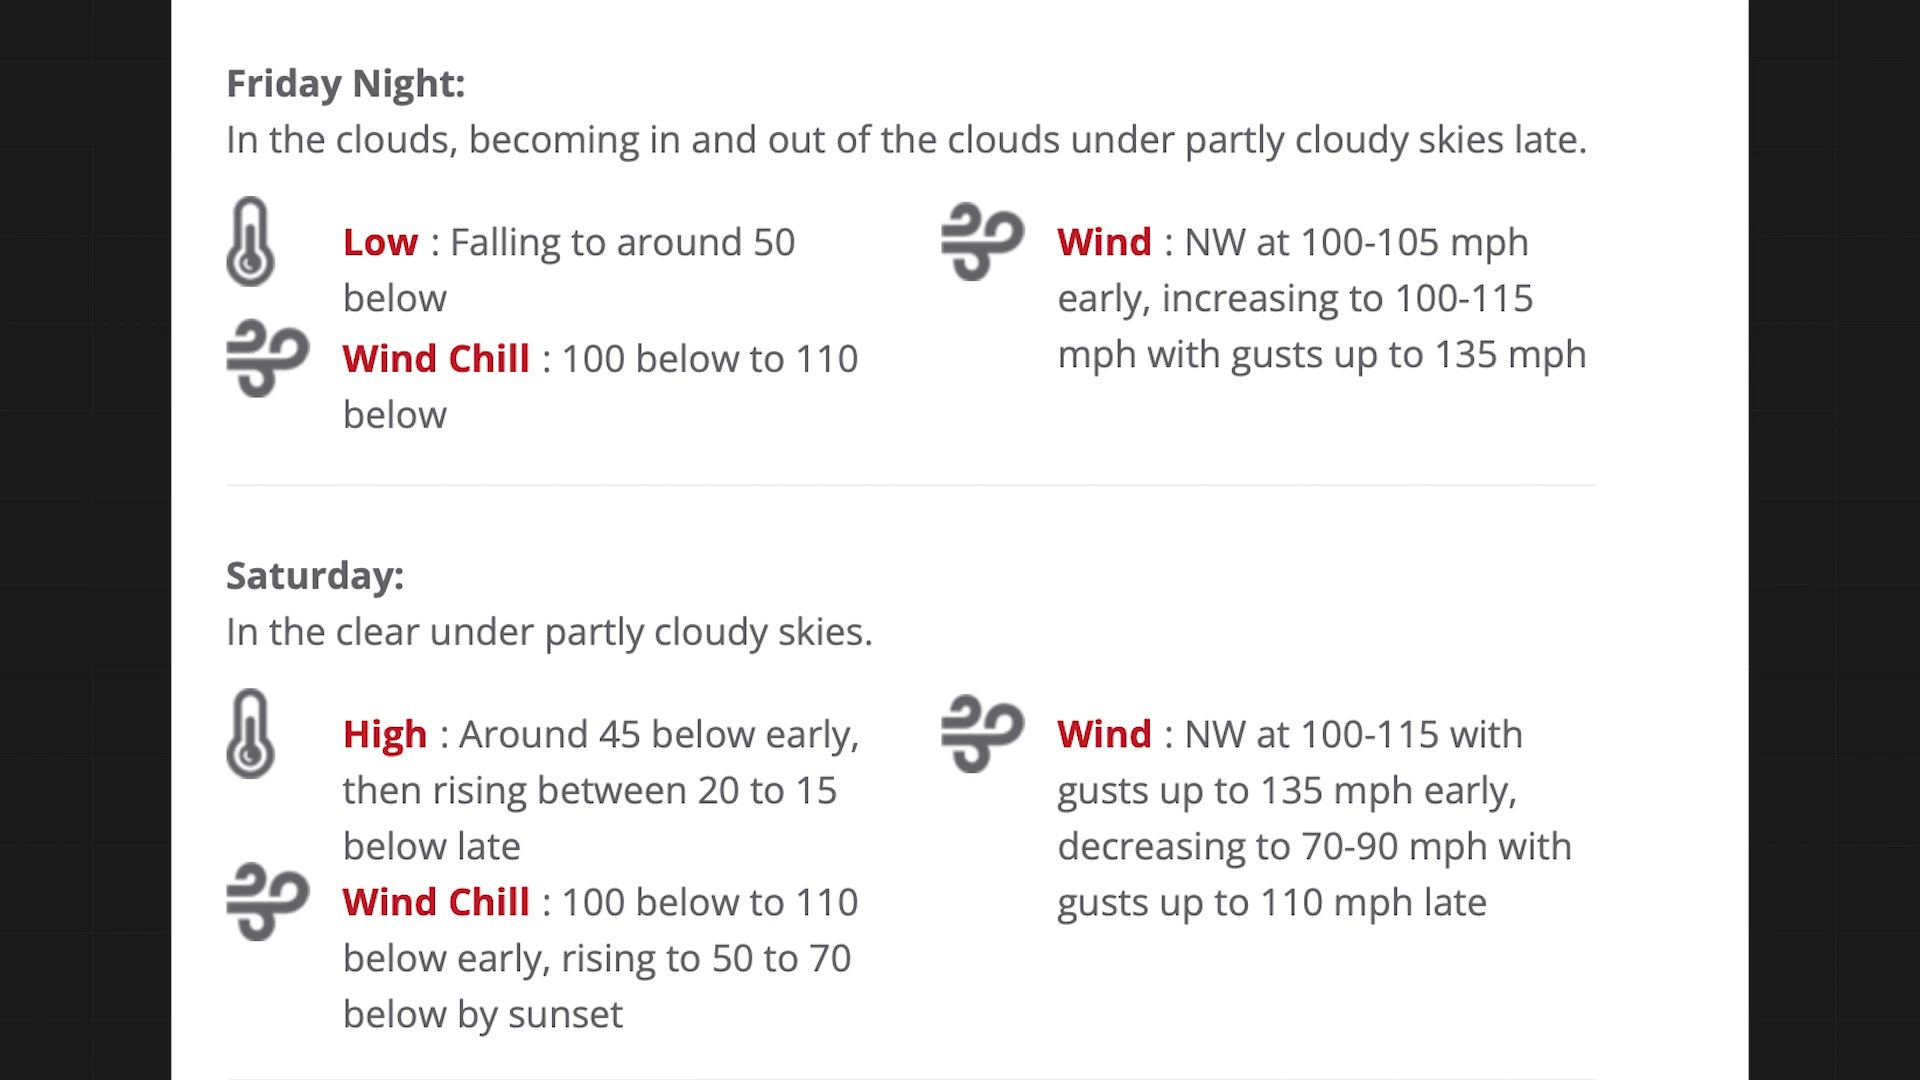 Friday Night:
In the clouds, becoming in and out of the clouds under partly cloudy skies late.
Low : Falling to around 50
below
Wind Chill : 100 below to 110
below
Wind : NW at 100-105 mph
early, increasing to 100-115
mph with gusts up to 135 mph
Saturday:
In the clear under partly cloudy skies.
High : Around 45 below early,
then rising between 20 to 15
below late
Wind Chill : 100 below to 110
below early, rising to 50 to 70
below by sunset
Wind : NW at 100-115 with
gusts up to 135 mph early,
decreasing to 70-90 mph with
gusts up to 110 mph late